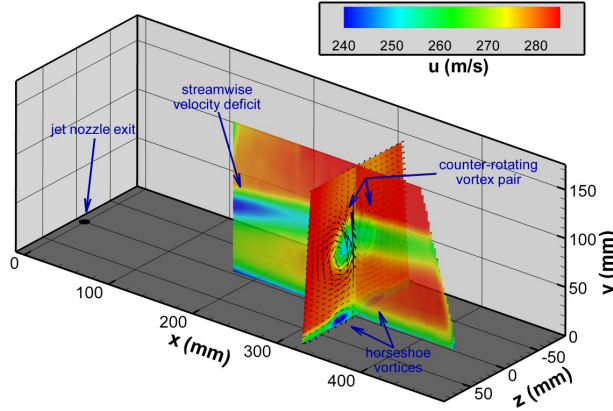 240 250 260 270 280
u (m/s)
streamwise
velocity deficit
jet nozzle exit
counter-rotating
vortex pair
horseshoe
vortices
0
100
200
300
400
x (mm)
150
100
50
0
y (mm)
-50
0
50
z (mm)